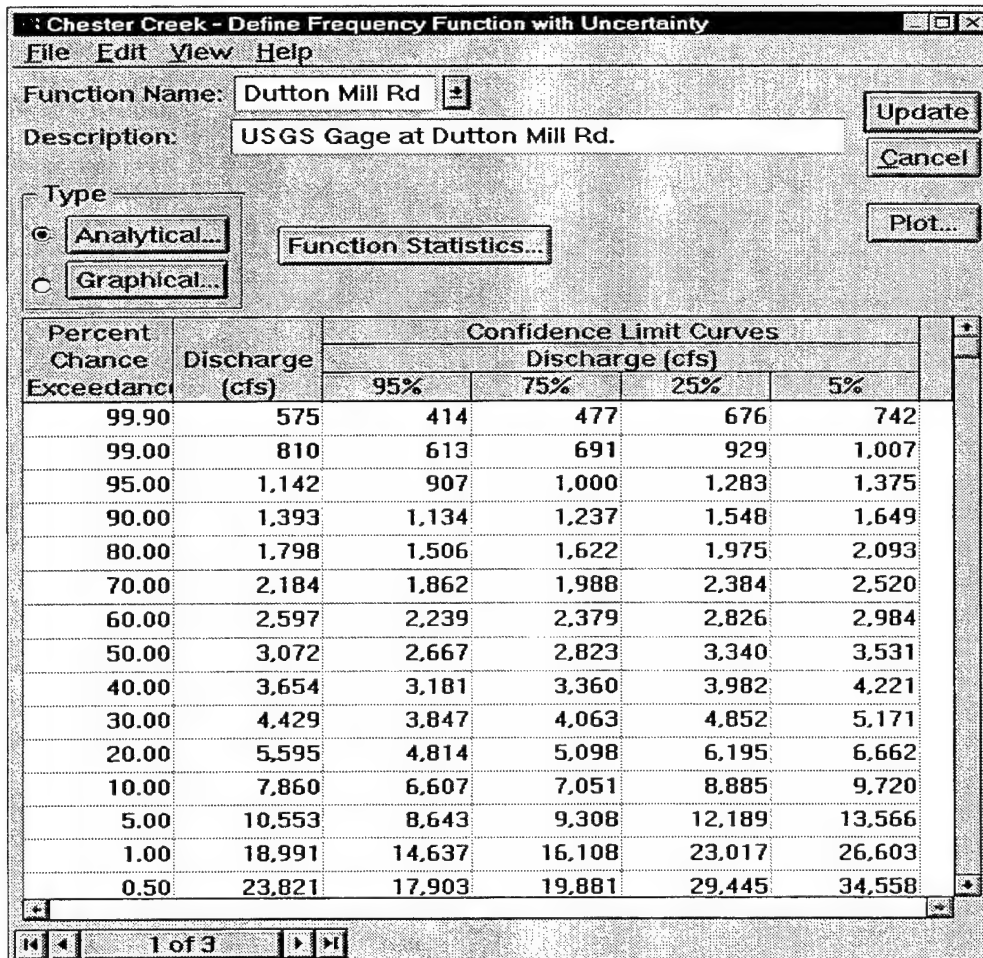 Chester Creek - Define Frequency Function with Uncertainty
File Edit View Help
Function Name: Dutton Mill Rd
Update
Description: USGS Gage at Dutton Mill Rd.
Cancel
Type
Analytical...
Function Statistics...
Plot...
Graphical...
Percent Chance Exceedanc
Discharge (cfs)
Confidence Limit Curves
Discharge (cfs)
95% 75% 25% 5%
99.90 575 414 477 676 742
99.00 810 613 691 929 1,007
95.00 1,142 907 1,000 1,283 1,375
90.00 1,393 1,134 1,237 1,548 1,649
80.00 1,798 1,506 1,622 1,975 2,093
70.00 2,184 1,862 1,988 2,384 2,520
60.00 2,597 2,239 2,379 2,826 2,984
50.00 3,072 2,667 2,823 3,340 3,531
40.00 3,654 3,181 3,360 3,982 4,221
30.00 4,429 3,847 4,063 4,852 5,171
20.00 5,595 4,814 5,098 6,195 6,662
10.00 7,860 6,607 7,051 8,885 9,720
5.00 10,553 8,643 9,308 12,189 13,566
1.00 18,991 14,637 16,108 23,017 26,603
0.50 23,821 17,903 19,881 29,445 34,558
1 of 3